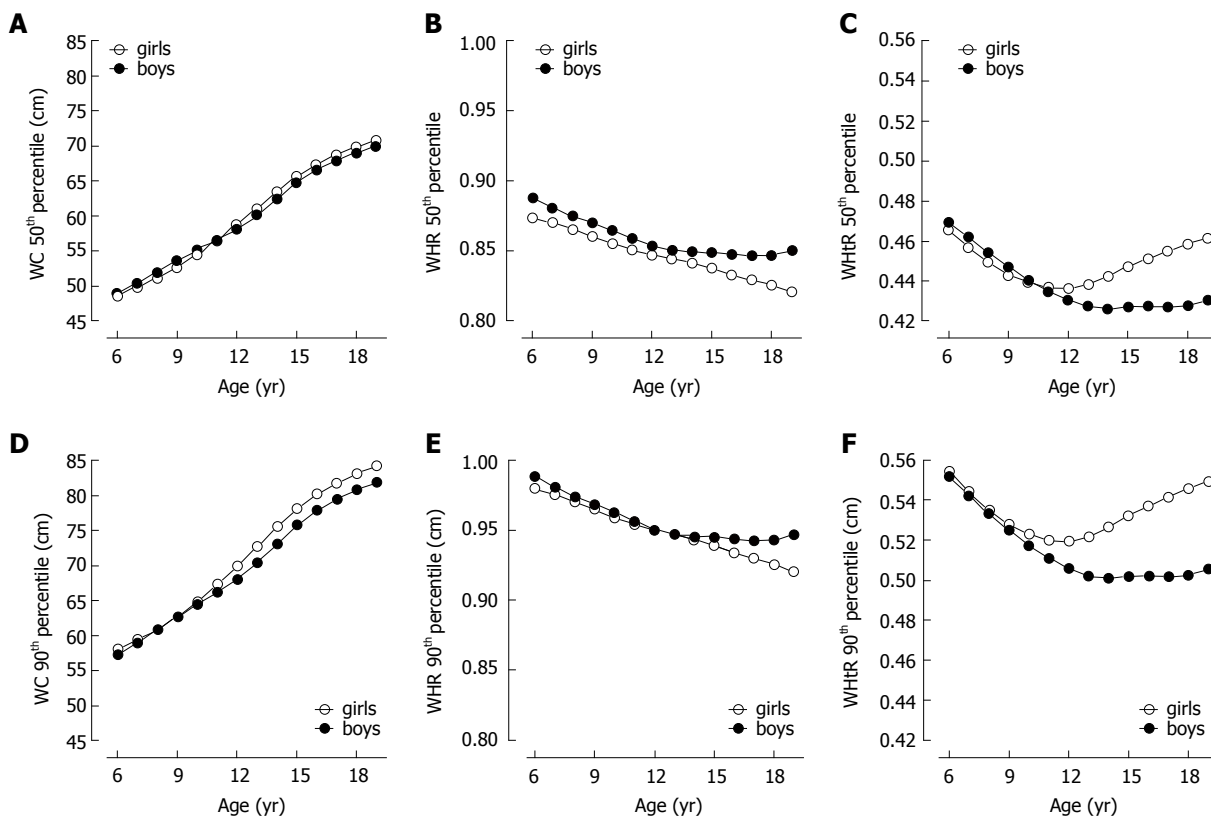 A
WC 50th percentile (cm)
85
80
75
70
65
60
55
50
45
girls
boys
6 9 12 15 18
Age (yr)
B
WHR 50th percentile
1.00
0.95
0.90
0.85
0.80
girls
boys
6 9 12 15 18
Age (yr)
C
WHtR 50th percentile
0.56
0.54
0.52
0.50
0.48
0.46
0.44
0.42
girls
boys
6 9 12 15 18
Age (yr)
D
WC 90th percentile (cm)
85
80
75
70
65
60
55
50
45
girls
boys
6 9 12 15 18
Age (yr)
E
WHR 90th percentile (cm)
1.00
0.95
0.90
0.85
0.80
girls
boys
6 9 12 15 18
Age (yr)
F
WHtR 90th percentile (cm)
0.56
0.54
0.52
0.50
0.48
0.46
0.44
0.42
girls
boys
6 9 12 15 18
Age (yr)